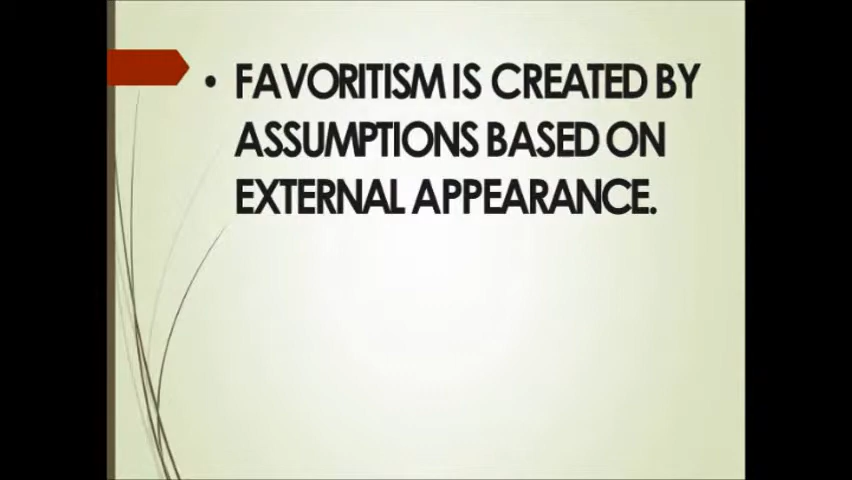 • FAVORITISM IS CREATED BY
ASSUMPTIONS BASED ON
EXTERNAL APPEARANCE.